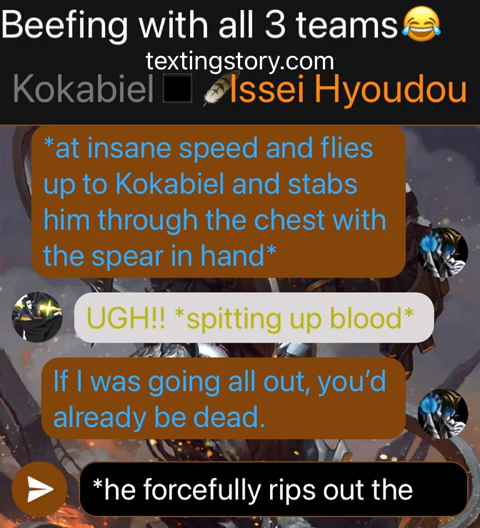 Beefing with all 3 teams😂
textingstory.com
Kokabiel⬛ 🪶Issei Hyoudou
*at insane speed and flies
up to Kokabiel and stabs
him through the chest with
the spear in hand*
UGH!! *spitting up blood*
If I was going all out, you’d
already be dead.
*he forcefully rips out the